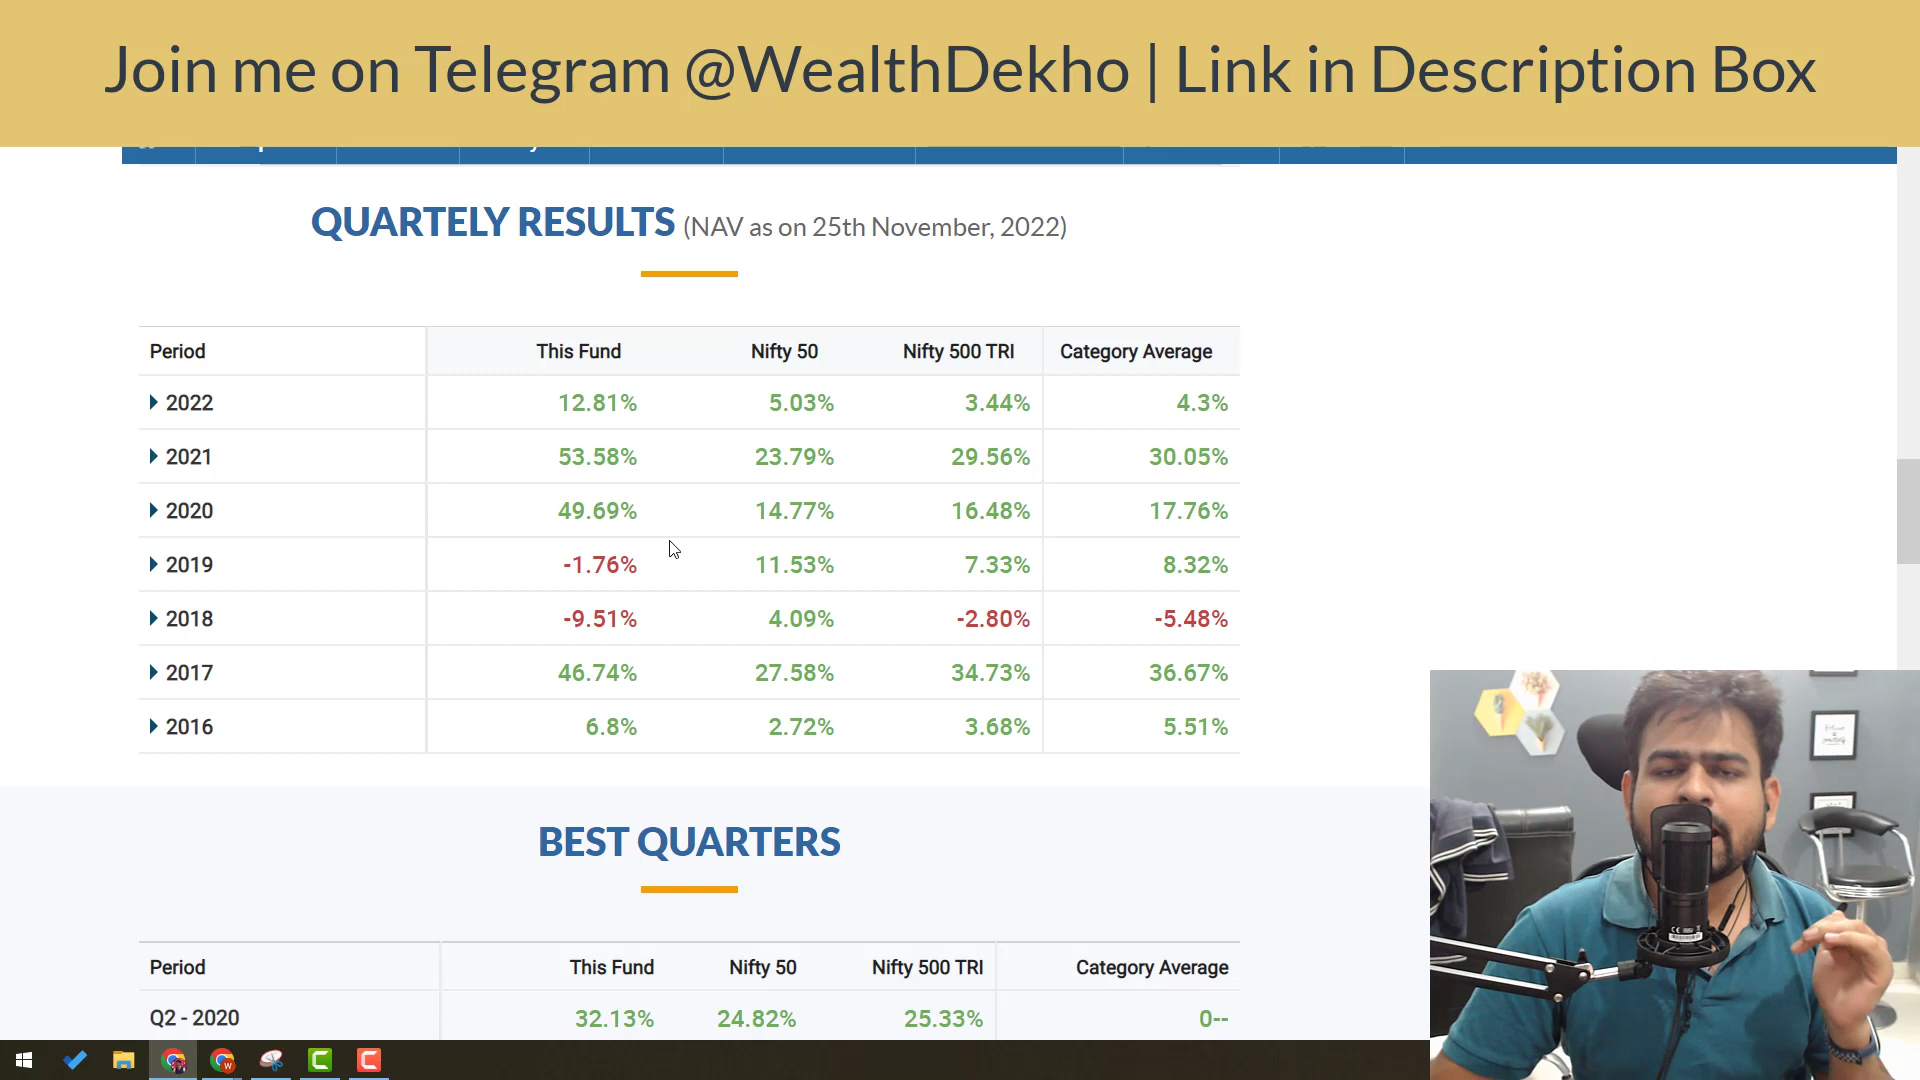 Join me on Telegram @WealthDekho | Link in Description Box
QUARTELY RESULTS (NAV as on 25th November, 2022)
Period This Fund Nifty 50 Nifty 500 TRI Category Average
2022 12.81% 5.03% 3.44% 4.3%
2021 53.58% 23.79% 29.56% 30.05%
2020 49.69% 14.77% 16.48% 17.76%
2019 -1.76% 11.53% 7.33% 8.32%
2018 -9.51% 4.09% -2.80% -5.48%
2017 46.74% 27.58% 34.73% 36.67%
2016 6.8% 2.72% 3.68% 5.51%
BEST QUARTERS
Period This Fund Nifty 50 Nifty 500 TRI Category Average
Q2 - 2020 32.13% 24.82% 25.33% 0--